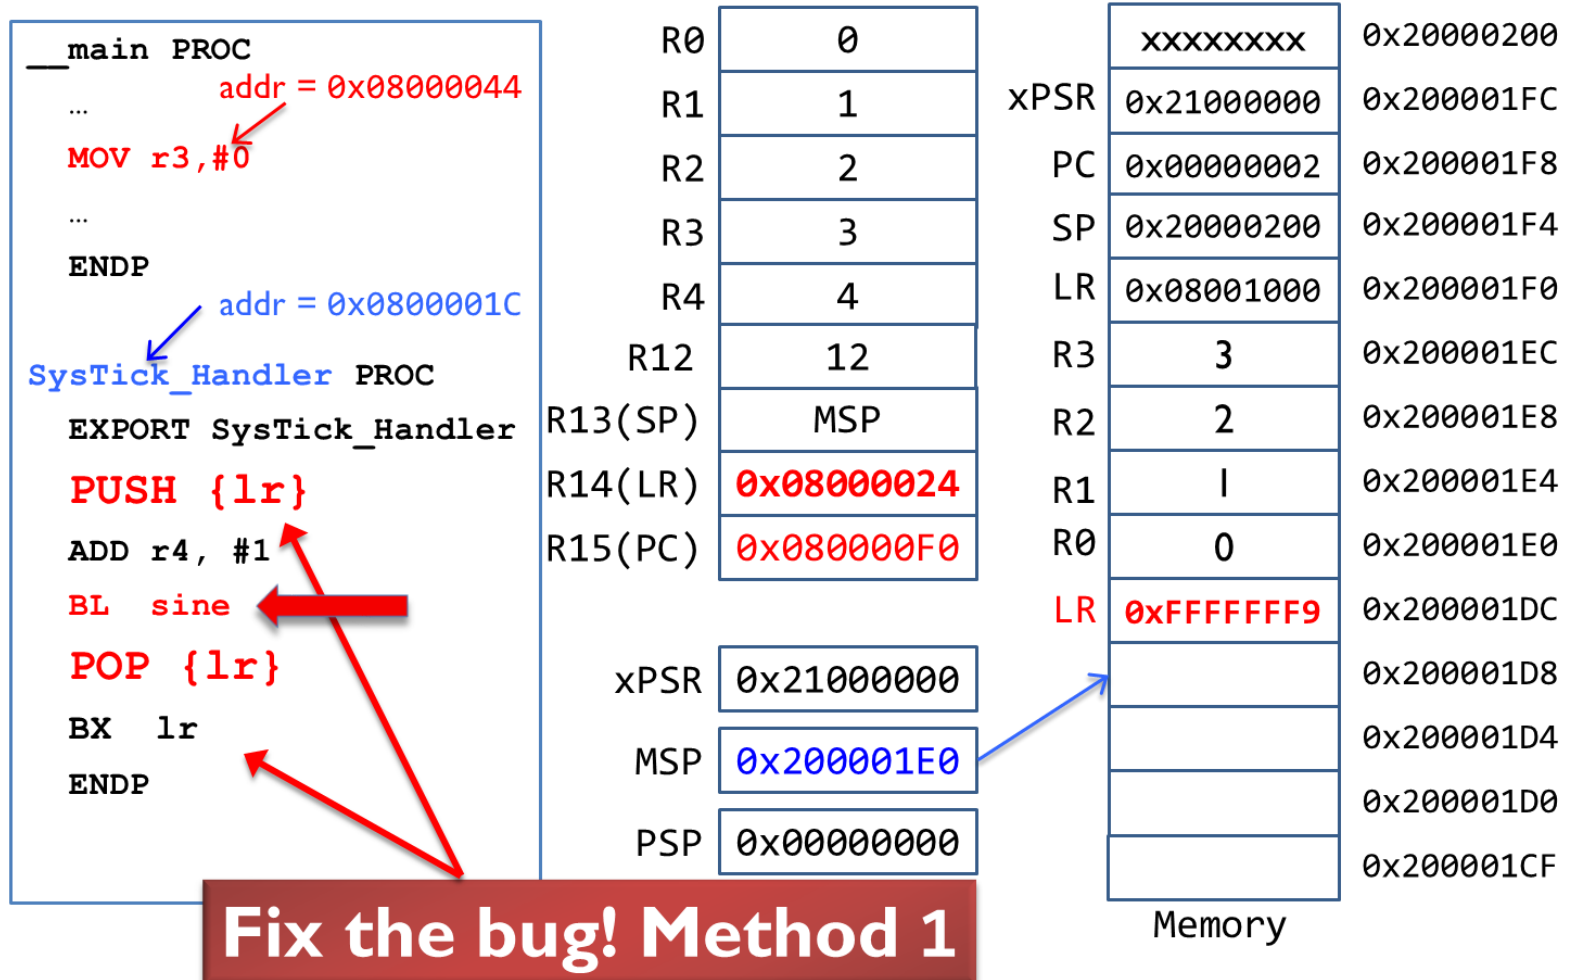 __main PROC
addr = 0x08000044
…
MOV r3,#0
…
ENDP
addr = 0x0800001C
SysTick_Handler PROC
EXPORT SysTick_Handler
PUSH {lr}
ADD r4, #1
BL sine
POP {lr}
BX lr
ENDP
Fix the bug! Method 1
R0 0
R1 1
R2 2
R3 3
R4 4
R12 12
R13(SP) MSP
R14(LR) 0x08000024
R15(PC) 0x080000F0
xPSR 0x21000000
MSP 0x200001E0
PSP 0x00000000
xxxxxxxx 0x20000200
xPSR 0x21000000 0x200001FC
PC 0x00000002 0x200001F8
SP 0x20000200 0x200001F4
LR 0x08001000 0x200001F0
R3 3 0x200001EC
R2 2 0x200001E8
R1 1 0x200001E4
R0 0 0x200001E0
LR 0xFFFFFFF9 0x200001DC
0x200001D8
0x200001D4
0x200001D0
0x200001CF
Memory